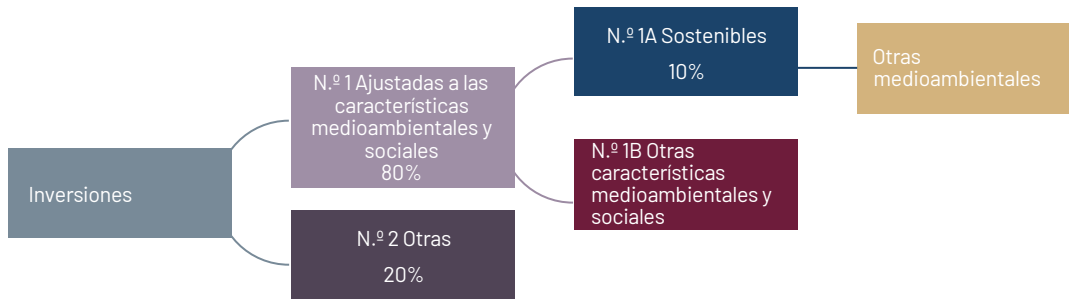 Inversiones
N.º 1 Ajustadas a las
características
medioambientales y
sociales
80%
N.º 2 Otras
20%
N.º 1A Sostenibles
10%
N.º 1B Otras
características
medioambientales y
sociales
Otras
medioambientales